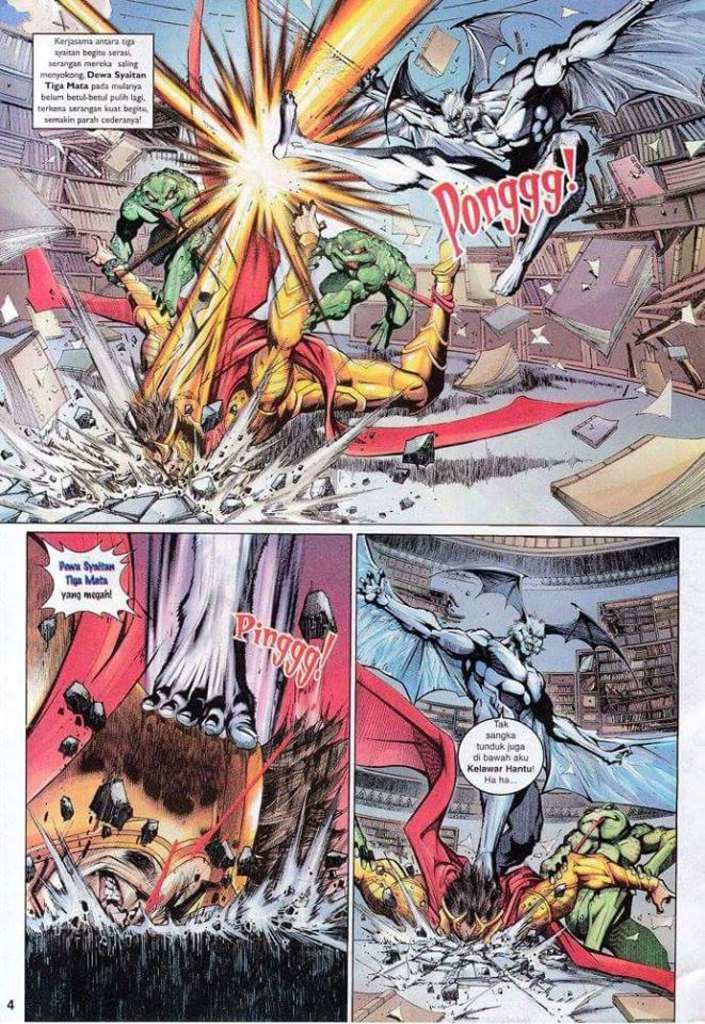 Kerjasama antara tiga
syaitan begitu serasi,
serangan mereka saling
menyokong, Dewa Syaitan
Tiga Mata pada mulanya
belum betul-betul pulih lagi,
terkena serangan kuat begitu,
semakin parah cederanya!
Ponggg!
Dewa Syaitan
Tiga Mata
yang megah!
Pinggg!
Tak
sangka
tunduk juga
di bawah aku
Kelawar Hantu!
Ha ha...
4